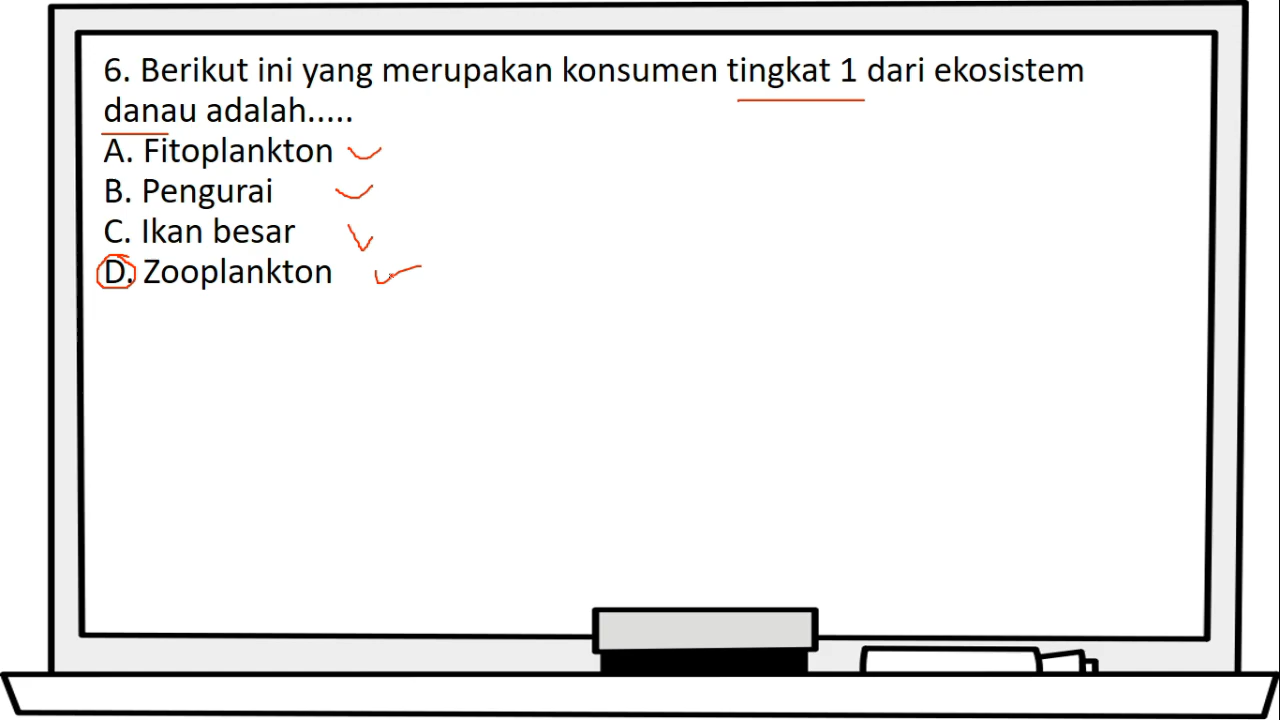 6. Berikut ini yang merupakan konsumen tingkat 1 dari ekosistem
danau adalah.....
A. Fitoplankton
B. Pengurai
C. Ikan besar
D. Zooplankton